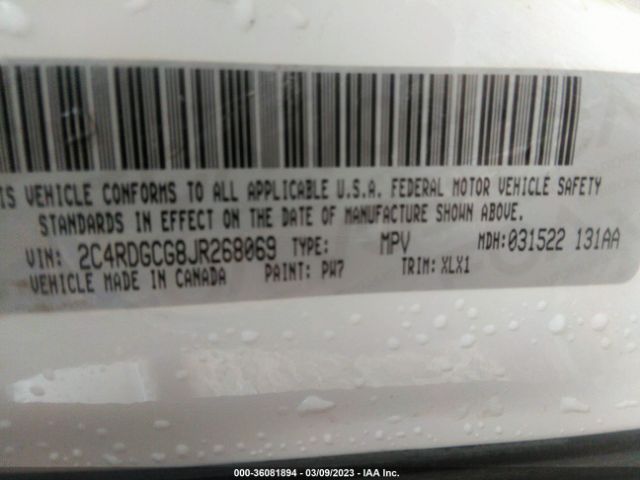 IS VEHICLE CONFORMS TO ALL APPLICABLE U.S.A. FEDERAL MOTOR VEHICLE SAFETY
STANDARDS IN EFFECT ON THE DATE OF MANUFACTURE SHOWN ABOVE.
VIN: 2C4RDGCG8JR268069 TYPE: MPV MDH: 031522 131AA
VEHICLE MADE IN CANADA PAINT: PW7 TRIM: XLX1
000-36081894 — 03/09/2023 — IAA Inc.